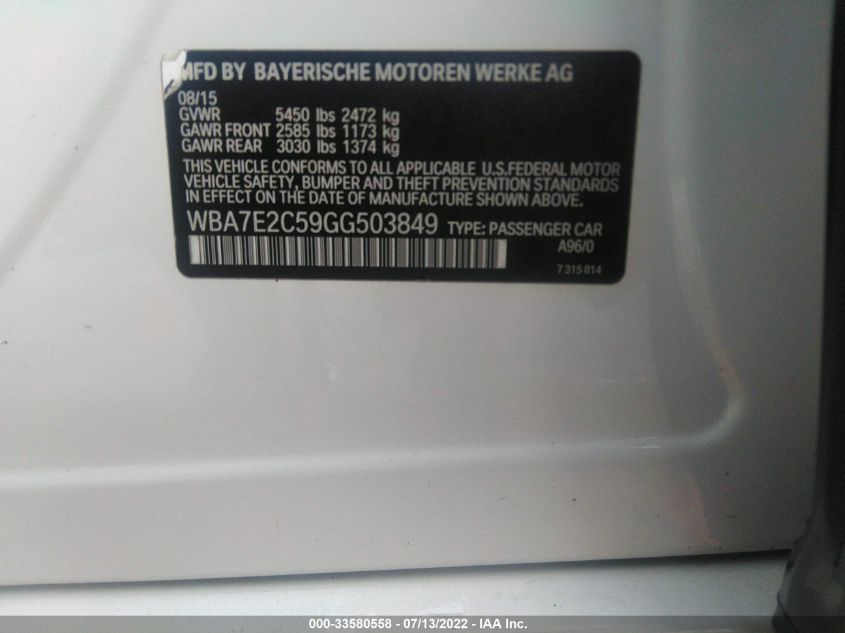 MFD BY BAYERISCHE MOTOREN WERKE AG
08/15
GVWR 5450 lbs 2472 kg
GAWR FRONT 2585 lbs 1173 kg
GAWR REAR 3030 lbs 1374 kg
THIS VEHICLE CONFORMS TO ALL APPLICABLE U.S.FEDERAL MOTOR
VEHICLE SAFETY, BUMPER AND THEFT PREVENTION STANDARDS
IN EFFECT ON THE DATE OF MANUFACTURE SHOWN ABOVE.
WBA7E2C59GG503849 TYPE: PASSENGER CAR
A96/0
7 315 814
000-33580558 - 07/13/2022 - IAA Inc.